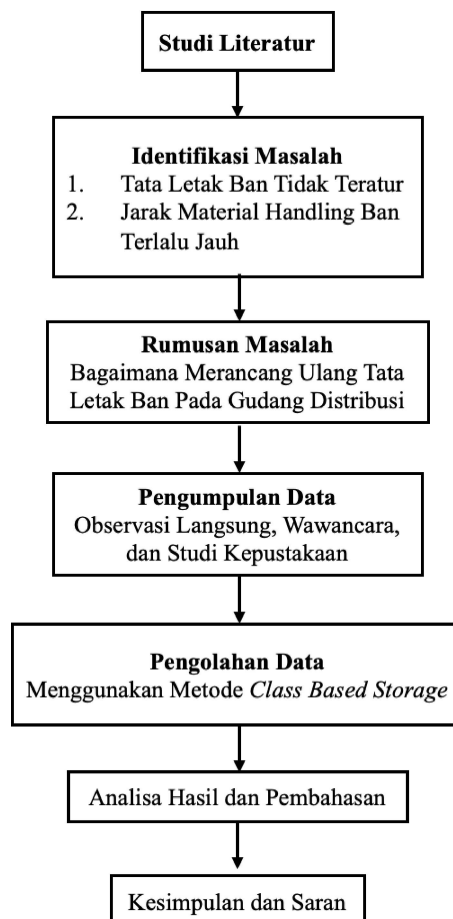 Studi Literatur
Identifikasi Masalah
1. Tata Letak Ban Tidak Teratur
2. Jarak Material Handling Ban
Terlalu Jauh
Rumusan Masalah
Bagaimana Merancang Ulang Tata
Letak Ban Pada Gudang Distribusi
Pengumpulan Data
Observasi Langsung, Wawancara,
dan Studi Kepustakaan
Pengolahan Data
Menggunakan Metode Class Based Storage
Analisa Hasil dan Pembahasan
Kesimpulan dan Saran